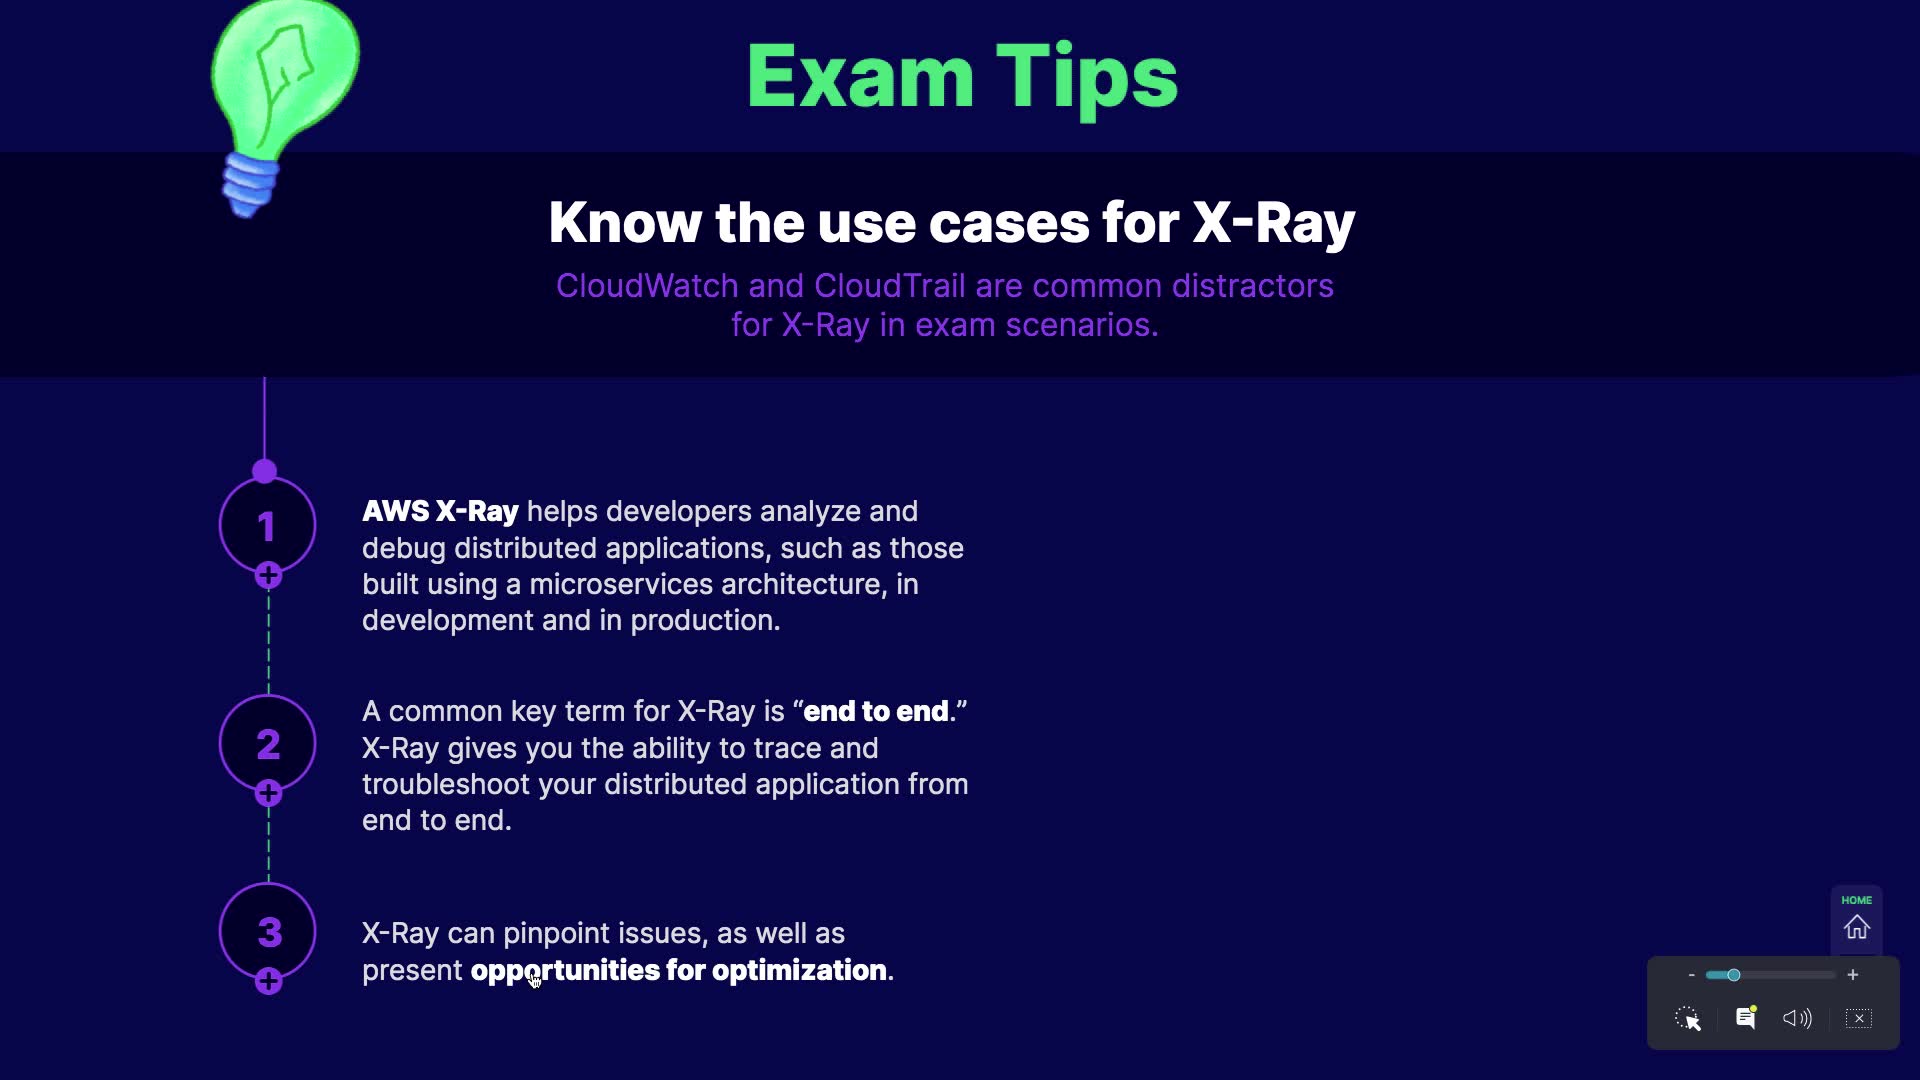 Exam Tips
Know the use cases for X-Ray
CloudWatch and CloudTrail are common distractors
for X-Ray in exam scenarios.
1
AWS X-Ray helps developers analyze and
debug distributed applications, such as those
built using a microservices architecture, in
development and in production.
2
A common key term for X-Ray is “end to end.”
X-Ray gives you the ability to trace and
troubleshoot your distributed application from
end to end.
3
X-Ray can pinpoint issues, as well as
present opportunities for optimization.
HOME